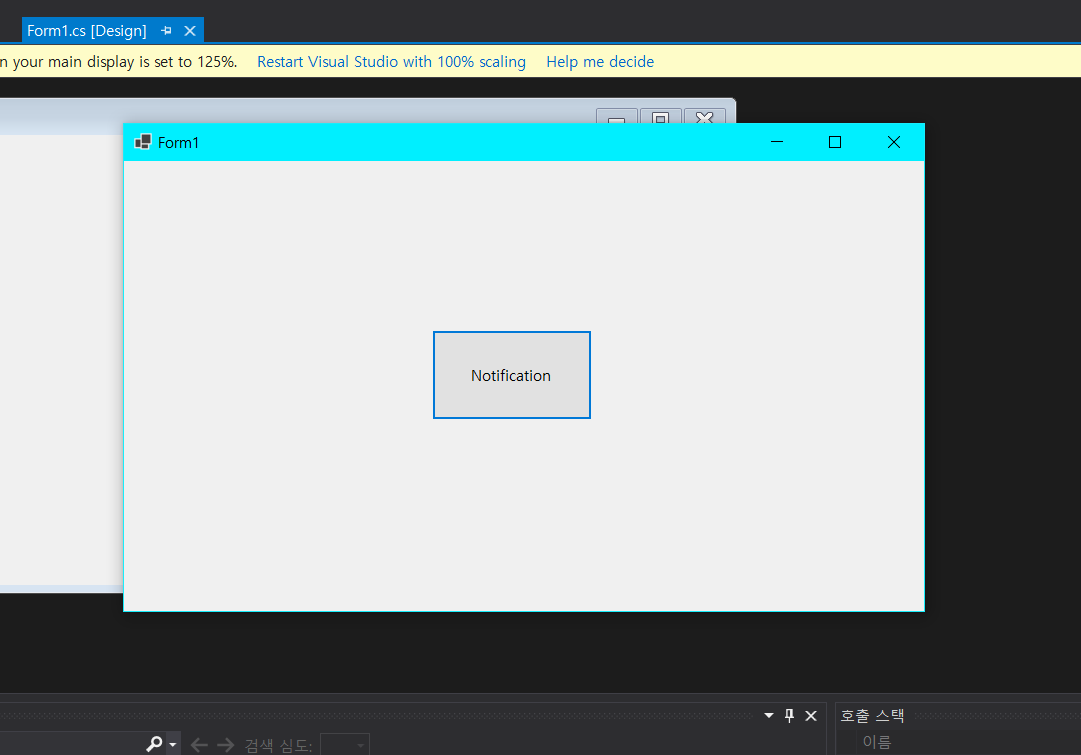 Form1.cs [Design]
n your main display is set to 125%. Restart Visual Studio with 100% scaling Help me decide
Form1
Notification
호출 스택
검색 심도:
이름